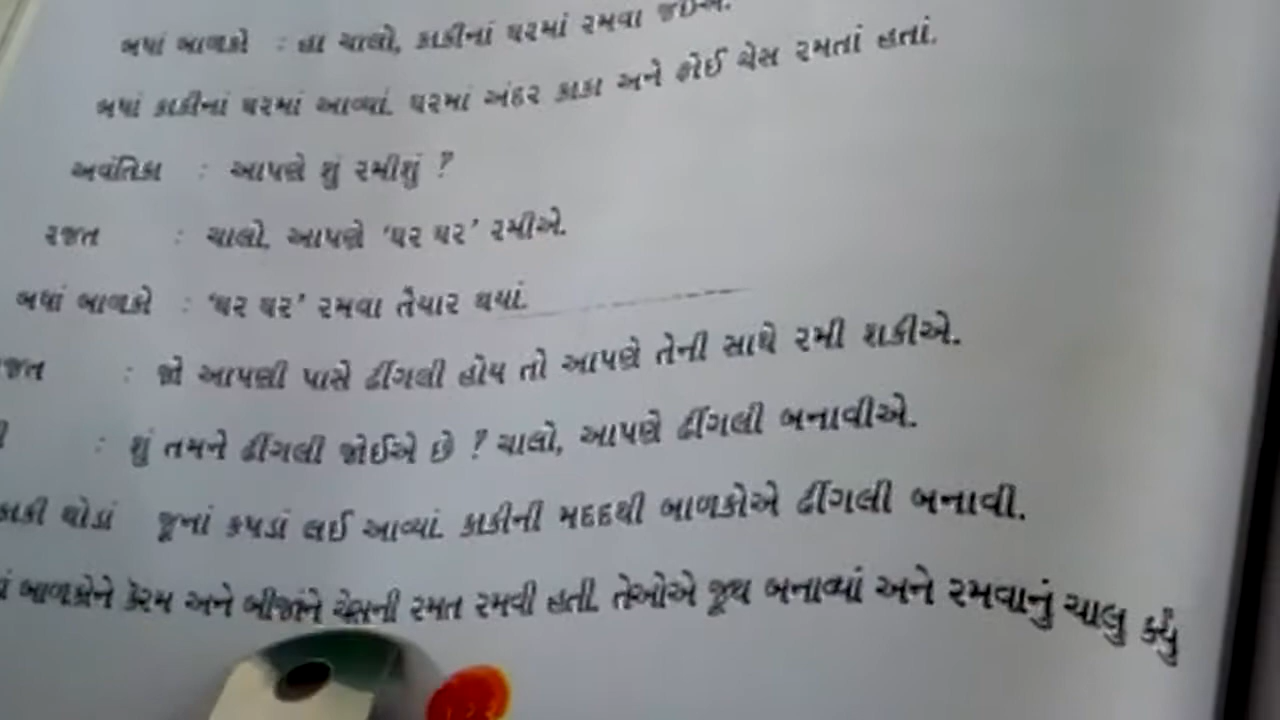 બધાં બાળકો : હા ચાલો, કાકીનાં ઘરમાં રમવા જઈએ.
બધાં કાકીનાં ઘરમાં આવ્યાં. ઘરમાં અંદર કાકા અને ફોઈ ચેસ રમતાં હતાં.
અવંતિકા : આપણે શું રમીશું ?
રજત : ચાલો, આપણે ‘ઘર ઘર’ રમીએ.
બધાં બાળકો : ‘ઘર ઘર’ રમવા તૈયાર થયાં.
જત : જો આપણી પાસે ઢીંગલી હોય તો આપણે તેની સાથે રમી શકીએ.
: શું તમને ઢીંગલી જોઈએ છે ? ચાલો, આપણે ઢીંગલી બનાવીએ.
કાકી થોડાં જૂનાં કપડાં લઈ આવ્યાં. કાકીની મદદથી બાળકોએ ઢીંગલી બનાવી.
બાળકોને કેરમ અને બીજાંને ચેસની રમત રમવી હતી. તેઓએ જૂથ બનાવ્યાં અને રમવાનું ચાલુ કર્યું